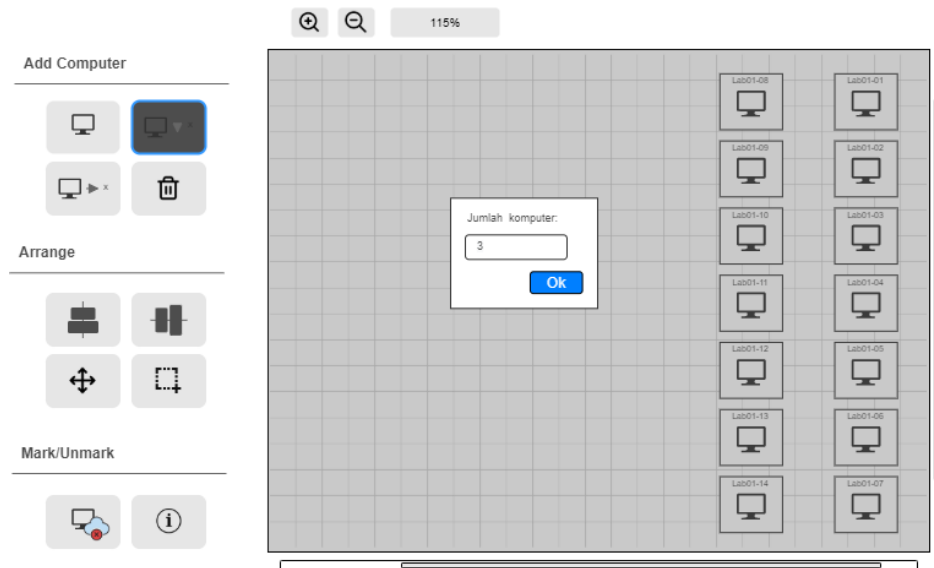 115%
Add Computer
x
Arrange
Mark/Unmark
Lab01-08
Lab01-01
Lab01-09
Lab01-02
Lab01-10
Lab01-03
Lab01-11
Lab01-04
Lab01-12
Lab01-05
Lab01-13
Lab01-06
Lab01-14
Lab01-07
Jumlah komputer:
3
Ok